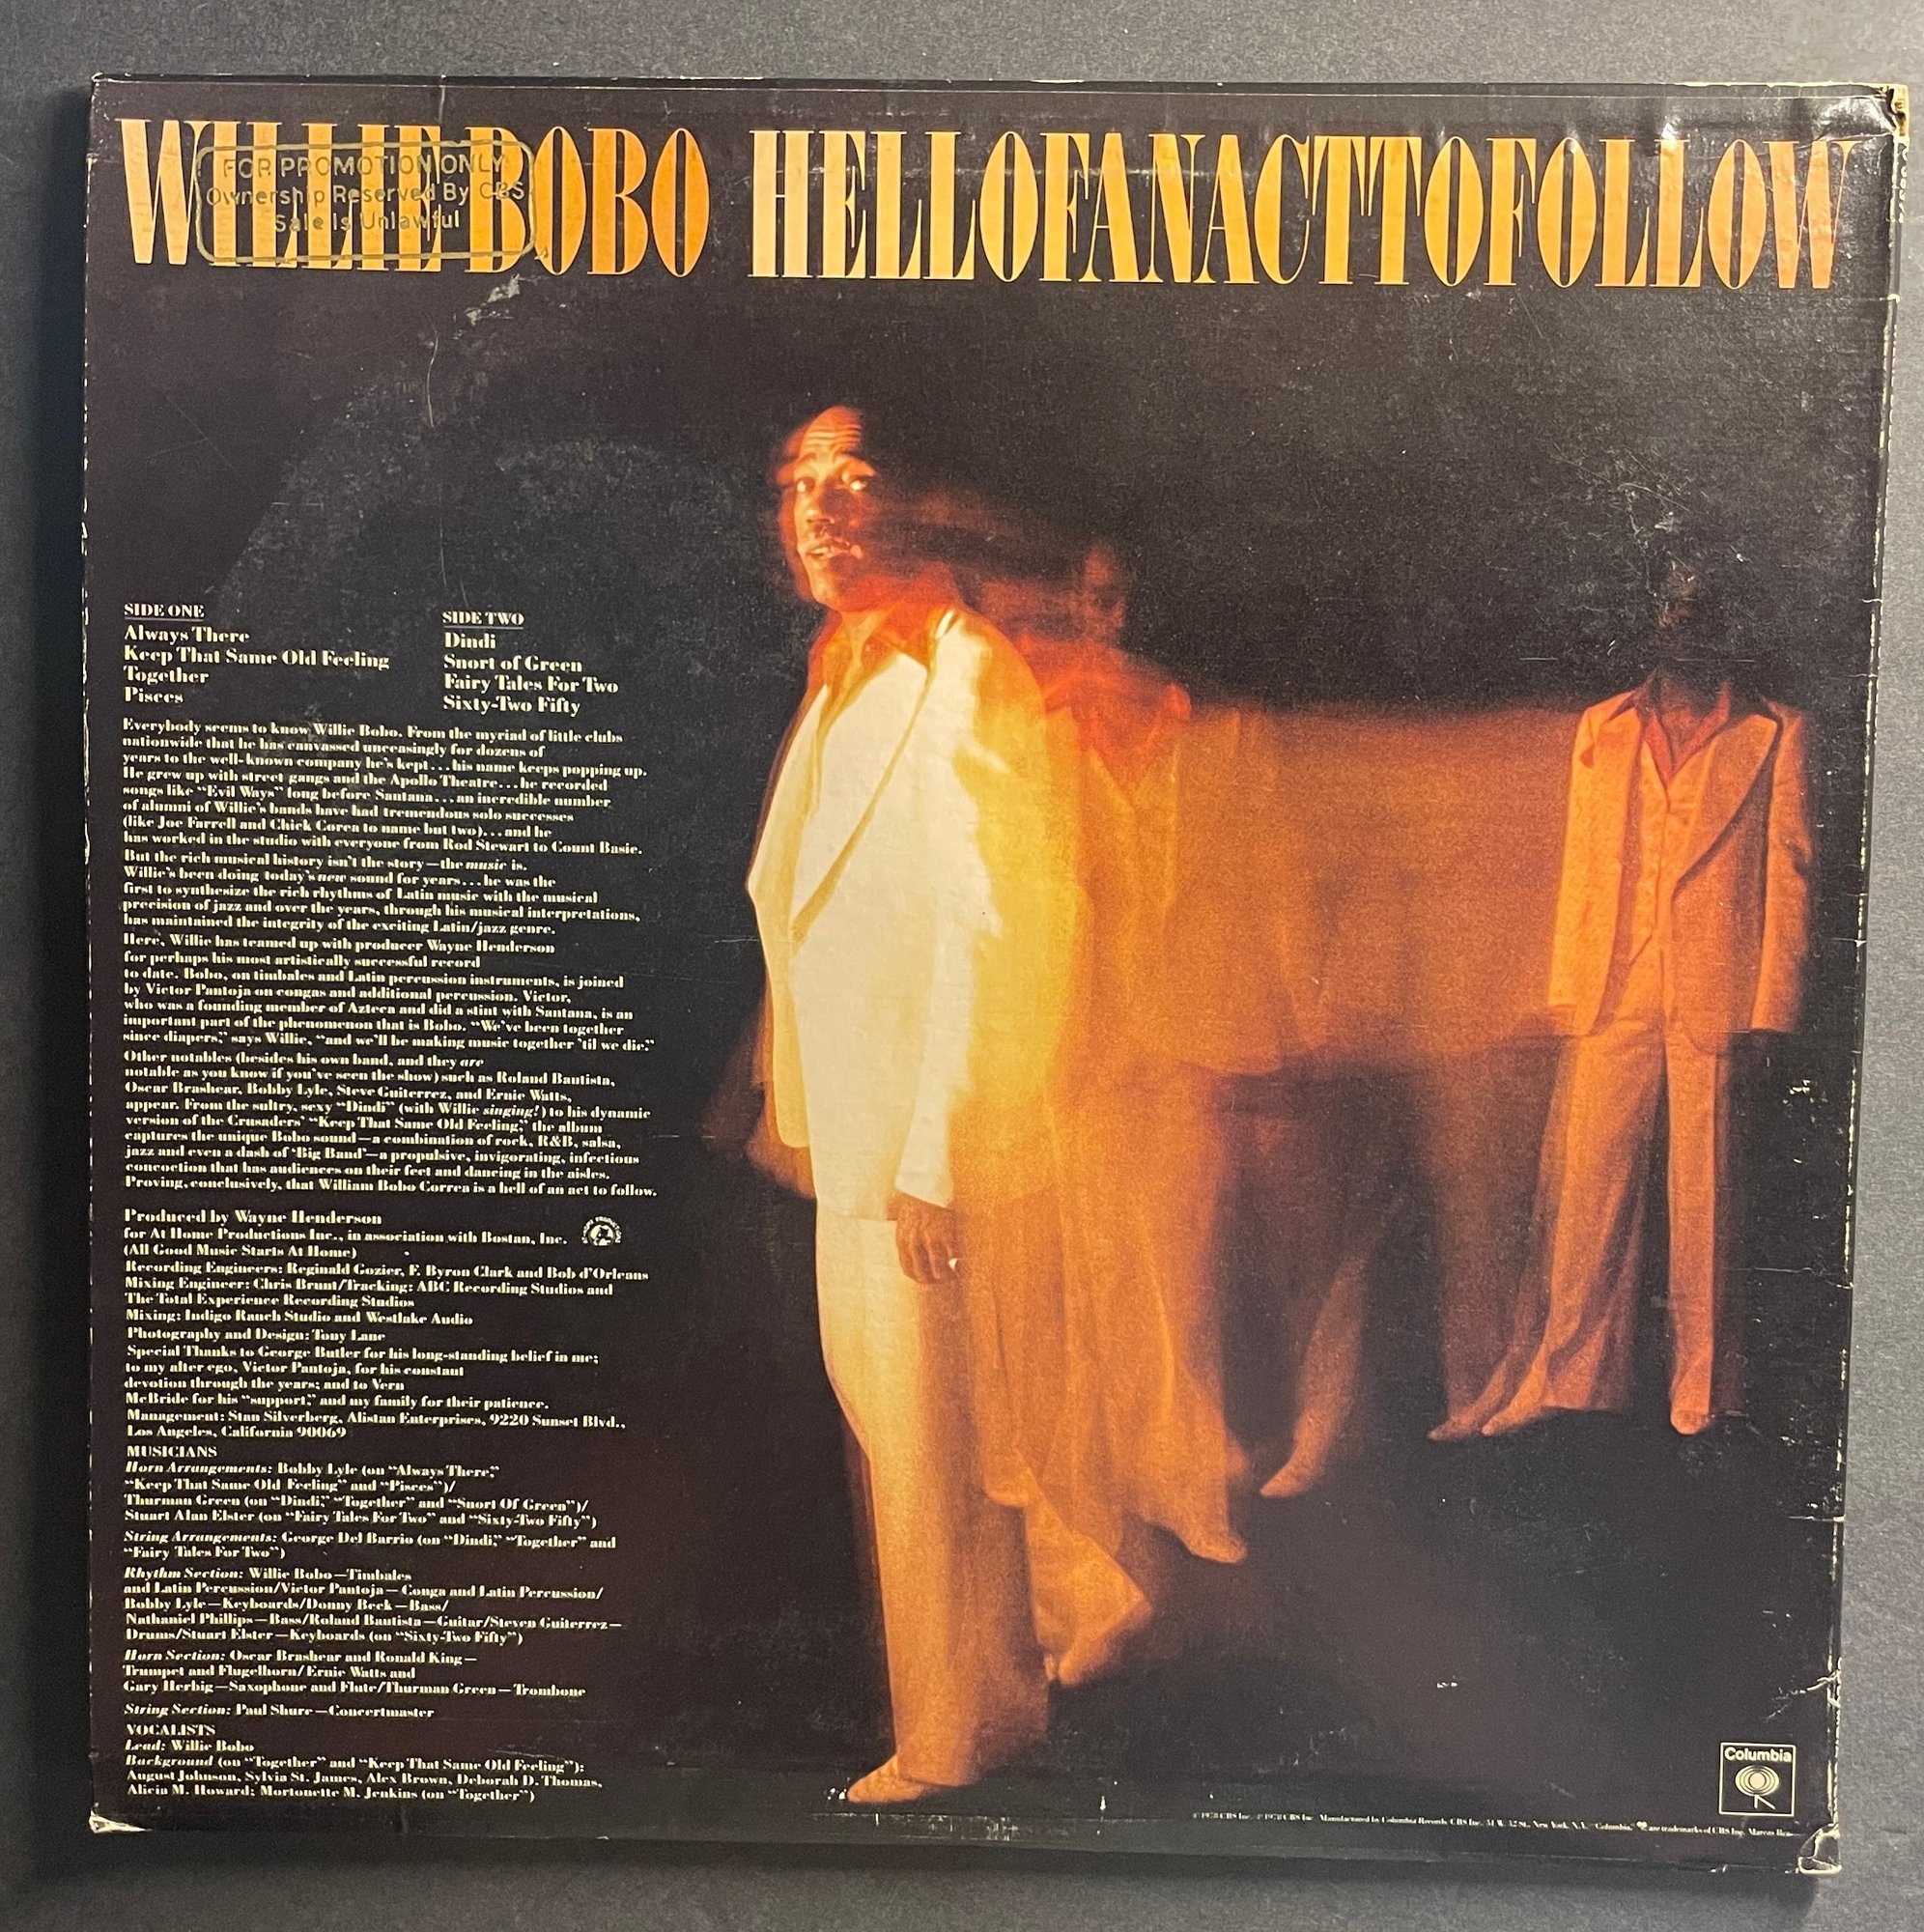 WILLIE BOBO HELLOFANACTTOFOLLOW
FOR PROMOTION ONLY
Ownership Reserved By CBS
Sale Is Unlawful
SIDE ONE
Always There
Keep That Same Old Feeling
Together
Pisces
SIDE TWO
Dindi
Snort of Green
Fairy Tales For Two
Sixty-Two Fifty
Everybody seems to know Willie Bobo. From the myriad of little clubs
nationwide that he has canvassed unceasingly for dozens of
years to the well-known company he's kept...his name keeps popping up.
He grew up with street gangs and the Apollo Theatre...he recorded
songs like "Evil Ways" long before Santana...an incredible number
of alumni of Willie's bands have had tremendous solo successes
(like Joe Farrell and Chick Corea to name but two)...and he
has worked in the studio with everyone from Rod Stewart to Count Basie.
But the rich musical history isn't the story—the music is.
Willie's been doing today's new sound for years...he was the
first to synthesize the rich rhythms of Latin music with the musical
precision of jazz and over the years, through his musical interpretations,
has maintained the integrity of the exciting Latin/jazz genre.
Here, Willie has teamed up with producer Wayne Henderson
for perhaps his most artistically successful record
to date. Bobo, on timbales and Latin percussion instruments, is joined
by Victor Pantoja on congas and additional percussion. Victor,
who was a founding member of Azteca and did a stint with Santana, is an
important part of the phenomenon that is Bobo. "We've been together
since diapers," says Willie, "and we'll be making music together 'til we die."
Other notables (besides his own band, and they are
notable as you know if you've seen the show) such as Roland Bautista,
Oscar Brashear, Bobby Lyle, Steve Guiterrez, and Ernie Watts,
appear. From the sultry, sexy "Dindi" (with Willie singing!) to his dynamic
version of the Crusaders' "Keep That Same Old Feeling," the album
captures the unique Bobo sound—a combination of rock, R&B, salsa,
jazz and even a dash of 'Big Band'—a propulsive, invigorating, infectious
concoction that has audiences on their feet and dancing in the aisles.
Proving, conclusively, that William Bobo Correa is a hell of an act to follow.
Produced by Wayne Henderson
for At Home Productions Inc., in association with Bostan, Inc.
(All Good Music Starts At Home)
Recording Engineers: Reginald Gozier, F. Byron Clark and Bob d'Orleans
Mixing Engineer: Chris Brunt/Tracking: ABC Recording Studios and
The Total Experience Recording Studios
Mixing: Indigo Ranch Studio and Westlake Audio
Photography and Design: Tony Lane
Special Thanks to George Butler for his long-standing belief in me;
to my alter ego, Victor Pantoja, for his constant
devotion through the years; and to Vern
McBride for his "support," and my family for their patience.
Management: Stan Silverberg, Alistan Enterprises, 9220 Sunset Blvd.,
Los Angeles, California 90069
MUSICIANS
Horn Arrangements: Bobby Lyle (on "Always There,"
"Keep That Same Old Feeling" and "Pisces")/
Thurman Green (on "Dindi," "Together" and "Snort Of Green")/
Stuart Alan Elster (on "Fairy Tales For Two" and "Sixty-Two Fifty")
String Arrangements: George Del Barrio (on "Dindi," "Together" and
"Fairy Tales For Two")
Rhythm Section: Willie Bobo—Timbales
and Latin Percussion/Victor Pantoja—Conga and Latin Percussion/
Bobby Lyle—Keyboards/Donny Beck—Bass/
Nathaniel Phillips—Bass/Roland Bautista—Guitar/Steven Guiterrez—
Drums/Stuart Elster—Keyboards (on "Sixty-Two Fifty")
Horn Section: Oscar Brashear and Ronald King—
Trumpet and Flugelhorn/Ernie Watts and
Gary Herbig—Saxophone and Flute/Thurman Green—Trombone
String Section: Paul Shure—Concertmaster
VOCALISTS
Lead: Willie Bobo
Background (on "Together" and "Keep That Same Old Feeling"):
August Johnson, Sylvia St. James, Alex Brown, Deborah D. Thomas,
Alicia M. Howard; Mortonette M. Jenkins (on "Together")
Columbia
© 1978 CBS Inc. ℗ 1978 CBS Inc. Manufactured by Columbia Records, CBS Inc. 51 W. 52 St. New York, N.Y. "Columbia," are trademarks of CBS Inc. Marcas